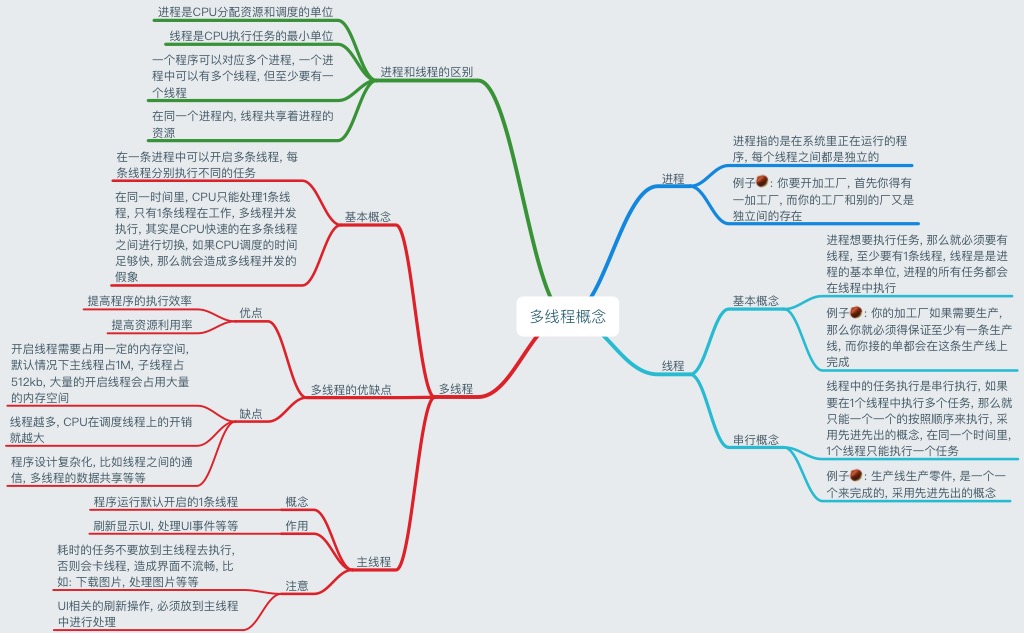 多线程概念
进程
进程指的是在系统里正在运行的程
序, 每个线程之间都是独立的
例子: 你要开加工厂, 首先你得有
一加工厂, 而你的工厂和别的厂又是
独立间的存在
线程
基本概念
进程想要执行任务, 那么就必须要有
线程, 至少要有1条线程, 线程是是进
程的基本单位, 进程的所有任务都会
在线程中执行
例子: 你的加工厂如果需要生产,
那么你就必须得保证至少有一条生产
线, 而你接的单都会在这条生产线上
完成
串行概念
线程中的任务执行是串行执行, 如果
要在1个线程中执行多个任务, 那么就
只能一个一个的按照顺序来执行, 采
用先进先出的概念, 在同一个时间里,
1个线程只能执行一个任务
例子: 生产线生产零件, 是一个一
个来完成的, 采用先进先出的概念
进程和线程的区别
进程是CPU分配资源和调度的单位
线程是CPU执行任务的最小单位
一个程序可以对应多个进程, 一个进
程中可以有多个线程, 但至少要有一
个线程
在同一个进程内, 线程共享着进程的
资源
多线程
基本概念
在一条进程中可以开启多条线程, 每
条线程分别执行不同的任务
在同一时间里, CPU只能处理1条线
程, 只有1条线程在工作, 多线程并发
执行, 其实是CPU快速的在多条线程
之间进行切换, 如果CPU调度的时间
足够快, 那么就会造成多线程并发的
假象
多线程的优缺点
优点
提高程序的执行效率
提高资源利用率
缺点
开启线程需要占用一定的内存空间,
默认情况下主线程占1M, 子线程占
512kb, 大量的开启线程会占用大量
的内存空间
线程越多, CPU在调度线程上的开销
就越大
程序设计复杂化, 比如线程之间的通
信, 多线程的数据共享等等
主线程
概念
程序运行默认开启的1条线程
作用
刷新显示UI, 处理UI事件等等
注意
耗时的任务不要放到主线程去执行,
否则会卡线程, 造成界面不流畅, 比
如: 下载图片, 处理图片等等
UI相关的刷新操作, 必须放到主线程
中进行处理